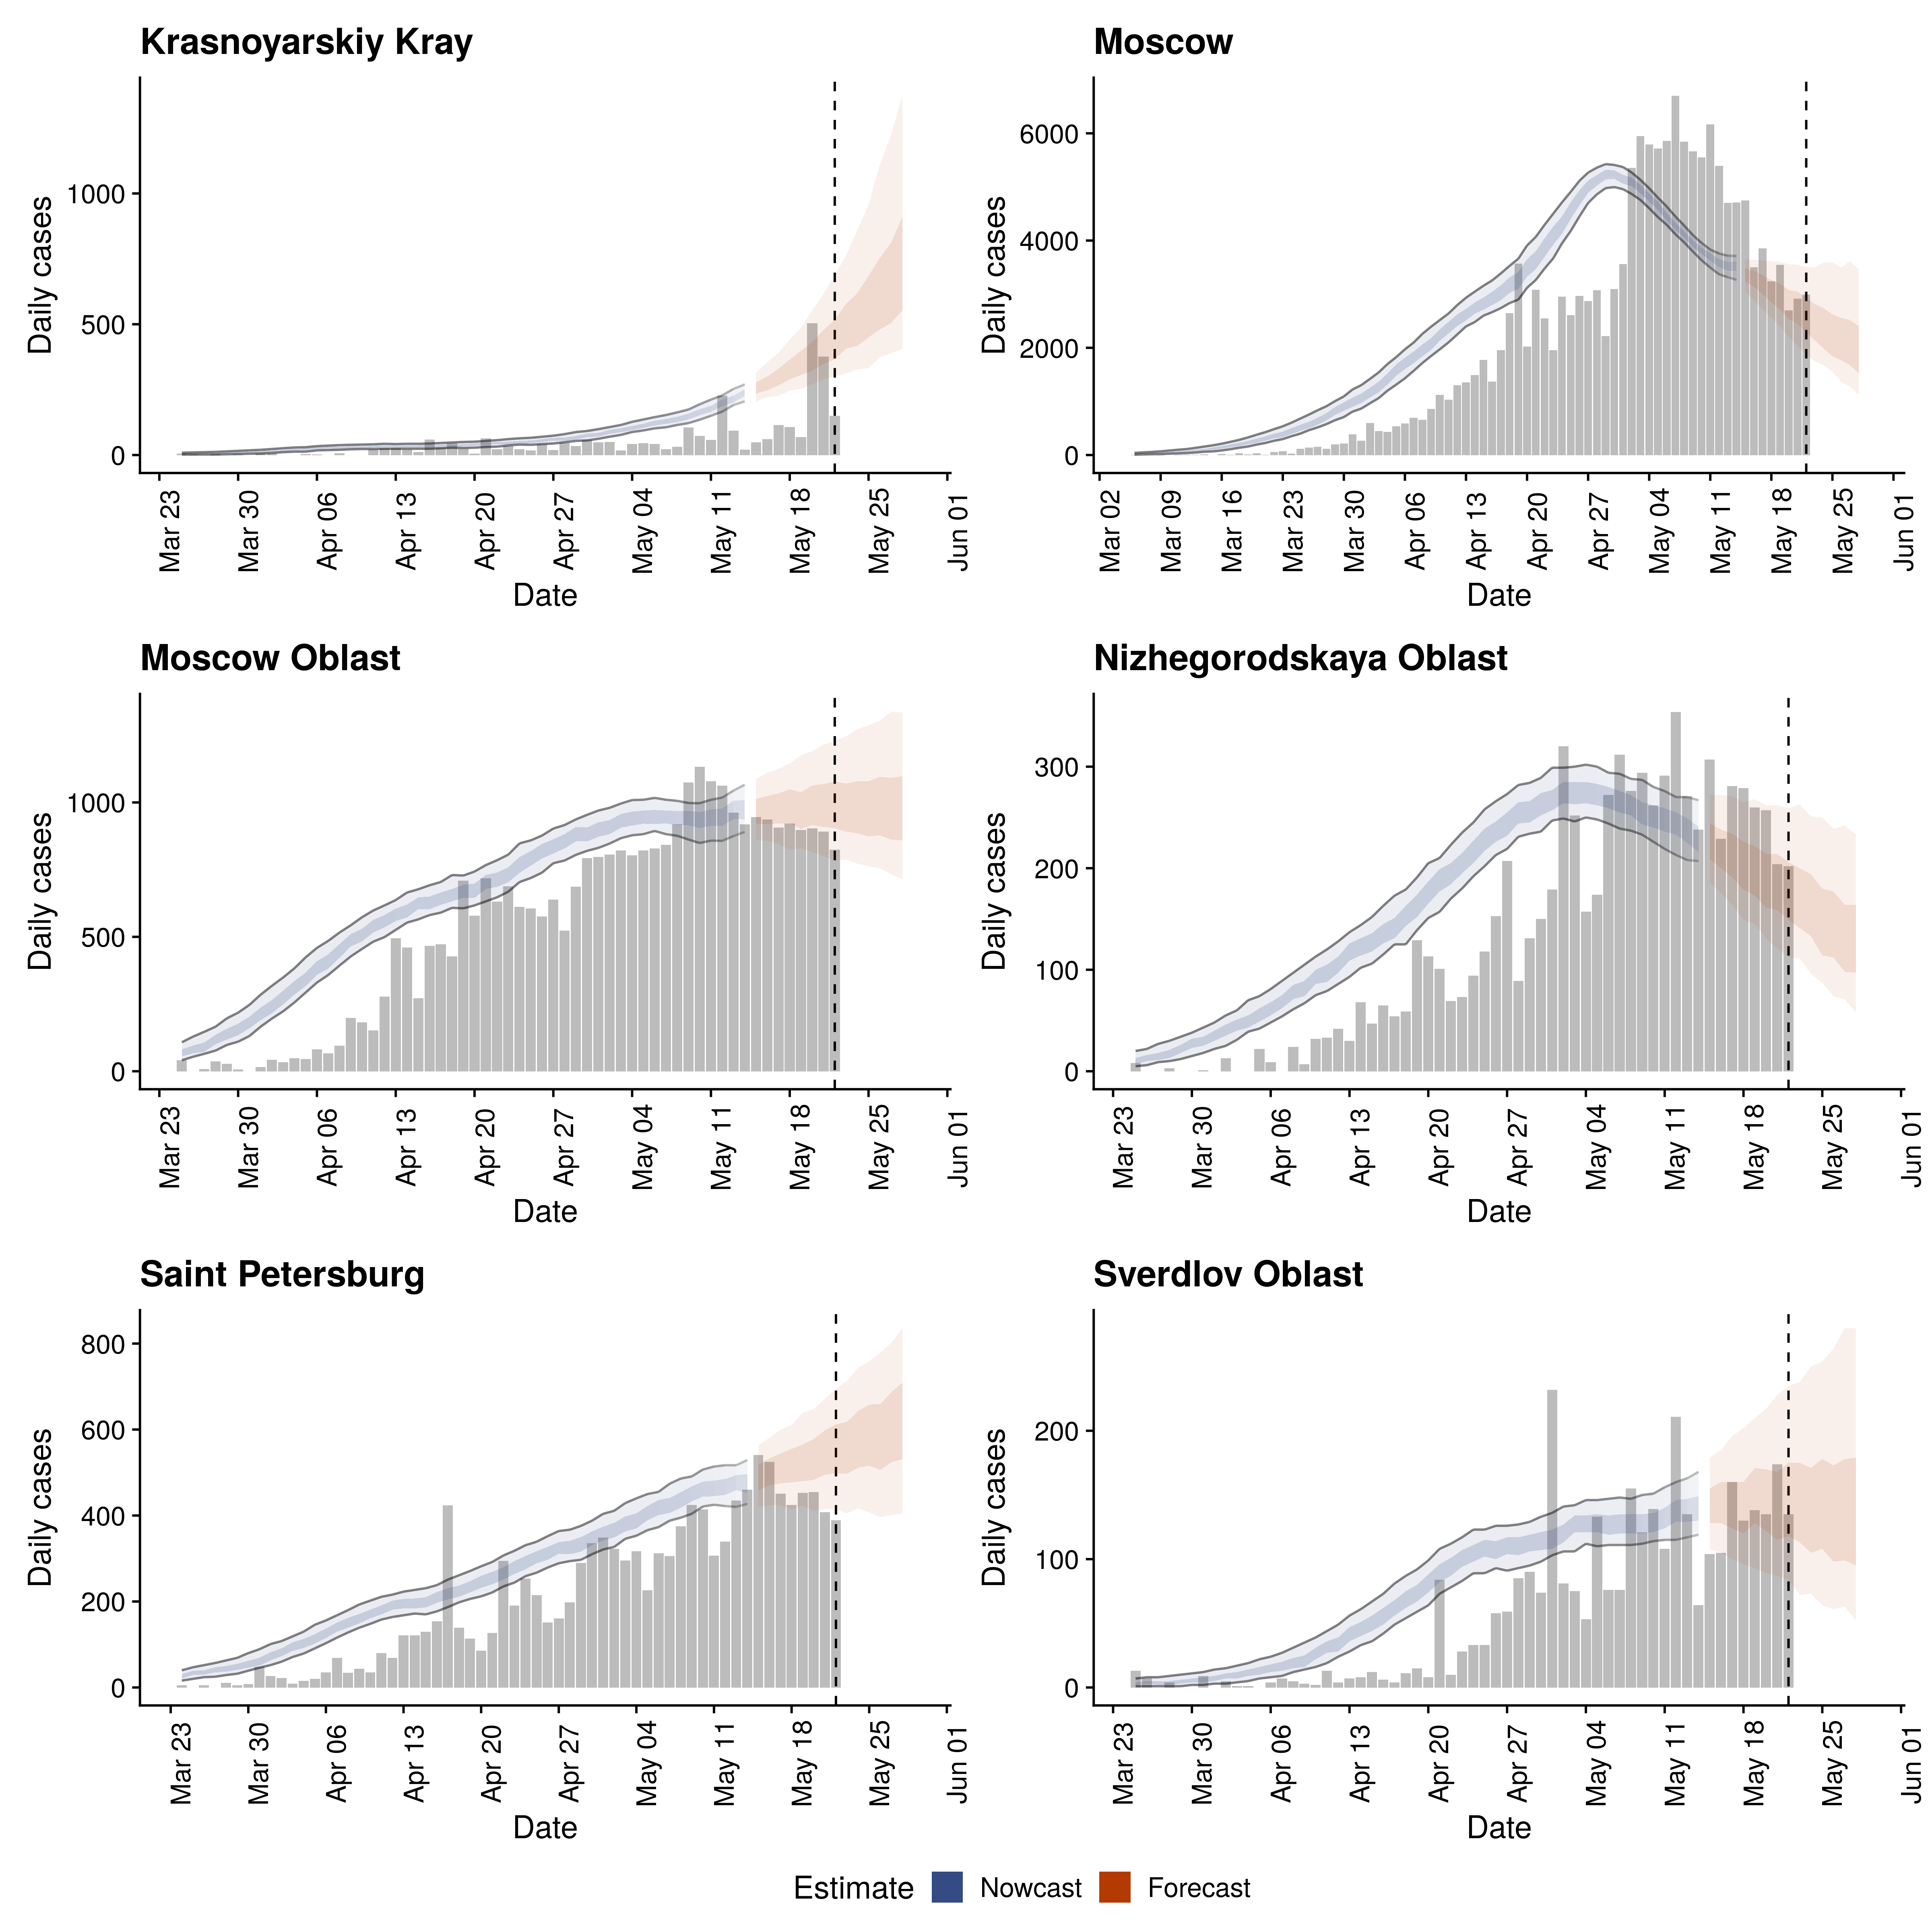 Krasnoyarskiy Kray
Daily cases
1000
500
0
Mar 23
Mar 30
Apr 06
Apr 13
Apr 20
Apr 27
May 04
May 11
May 18
May 25
Jun 01
Date
Moscow
Daily cases
6000
4000
2000
0
Mar 02
Mar 09
Mar 16
Mar 23
Mar 30
Apr 06
Apr 13
Apr 20
Apr 27
May 04
May 11
May 18
May 25
Jun 01
Date
Moscow Oblast
Daily cases
1000
500
0
Mar 23
Mar 30
Apr 06
Apr 13
Apr 20
Apr 27
May 04
May 11
May 18
May 25
Jun 01
Date
Nizhegorodskaya Oblast
Daily cases
300
200
100
0
Mar 23
Mar 30
Apr 06
Apr 13
Apr 20
Apr 27
May 04
May 11
May 18
May 25
Jun 01
Date
Saint Petersburg
Daily cases
800
600
400
200
0
Mar 23
Mar 30
Apr 06
Apr 13
Apr 20
Apr 27
May 04
May 11
May 18
May 25
Jun 01
Date
Sverdlov Oblast
Daily cases
200
100
0
Mar 23
Mar 30
Apr 06
Apr 13
Apr 20
Apr 27
May 04
May 11
May 18
May 25
Jun 01
Date
Estimate Nowcast Forecast